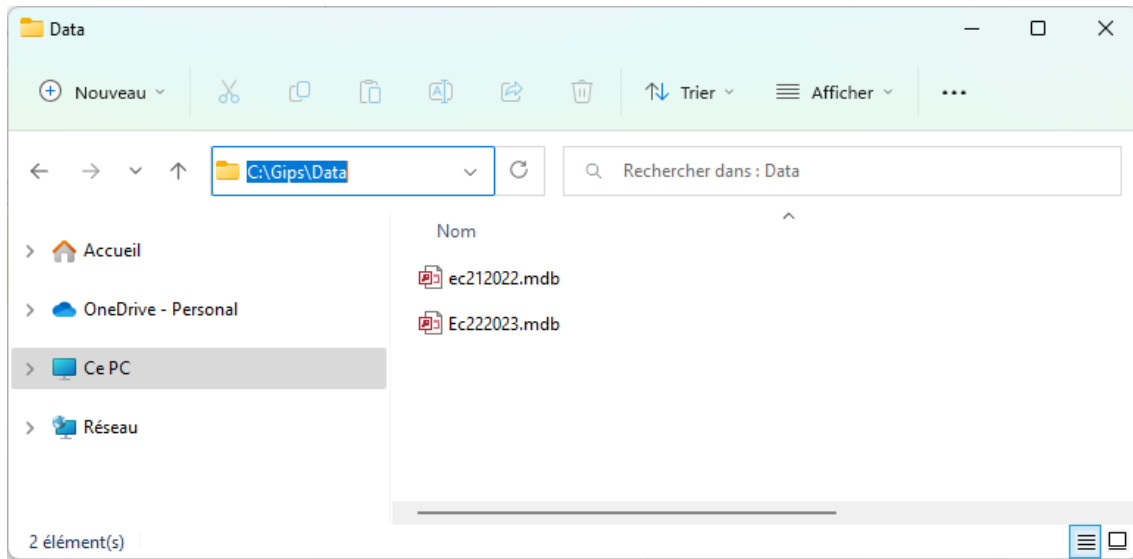 Data
Nouveau
Trier
Afficher
C:\Gips\Data
Rechercher dans : Data
Accueil
OneDrive - Personal
Ce PC
Réseau
Nom
ec212022.mdb
Ec222023.mdb
2 élément(s)